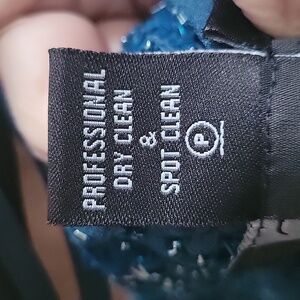 PROFESSIONAL
DRY CLEAN
&
SPOT CLEAN
P